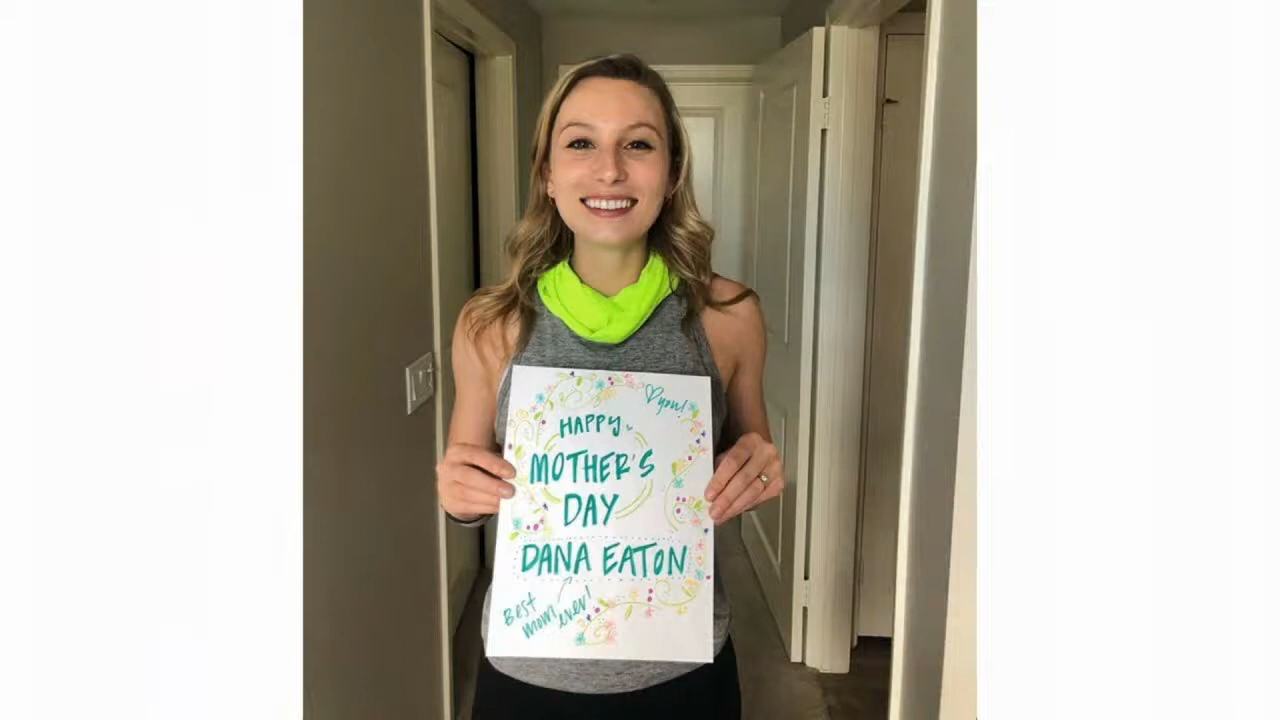 ♡ you!
HAPPY
MOTHER'S
DAY
DANA EATON
Best
mom ever!